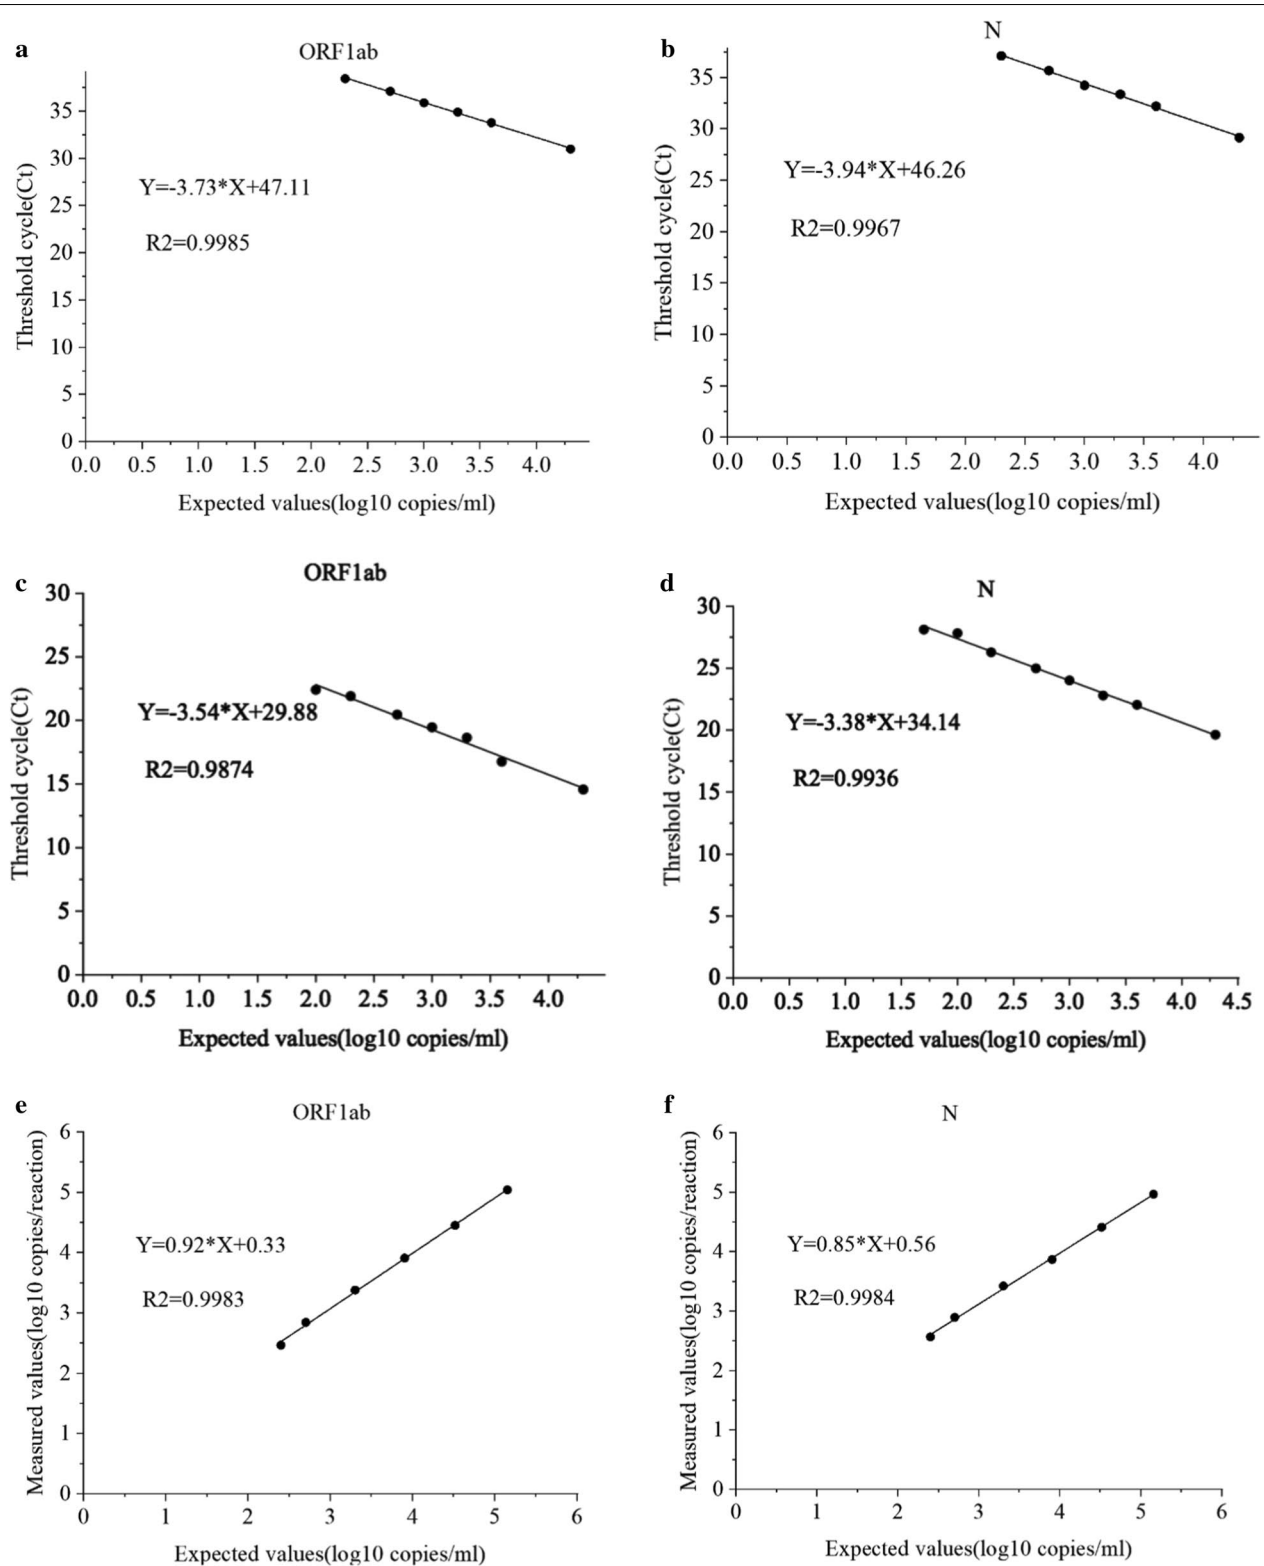 a
ORF1ab
Threshold cycle(Ct)
35
30
25
20
15
10
5
0
Y=-3.73*X+47.11
R2=0.9985
0.0 0.5 1.0 1.5 2.0 2.5 3.0 3.5 4.0
Expected values(log10 copies/ml)
b
N
Threshold cycle(Ct)
35
30
25
20
15
10
5
0
Y=-3.94*X+46.26
R2=0.9967
0.0 0.5 1.0 1.5 2.0 2.5 3.0 3.5 4.0
Expected values(log10 copies/ml)
c
ORF1ab
Threshold cycle(Ct)
30
25
20
15
10
5
0
Y=-3.54*X+29.88
R2=0.9874
0.0 0.5 1.0 1.5 2.0 2.5 3.0 3.5 4.0
Expected values(log10 copies/ml)
d
N
Threshold cycle(Ct)
30
25
20
15
10
5
0
Y=-3.38*X+34.14
R2=0.9936
0.0 0.5 1.0 1.5 2.0 2.5 3.0 3.5 4.0 4.5
Expected values(log10 copies/ml)
e
ORF1ab
Measured values(log10 copies/reaction)
6
5
4
3
2
1
0
Y=0.92*X+0.33
R2=0.9983
0 1 2 3 4 5 6
Expected values(log10 copies/ml)
f
N
Measured values(log10 copies/reaction)
6
5
4
3
2
1
0
Y=0.85*X+0.56
R2=0.9984
0 1 2 3 4 5 6
Expected values(log10 copies/ml)